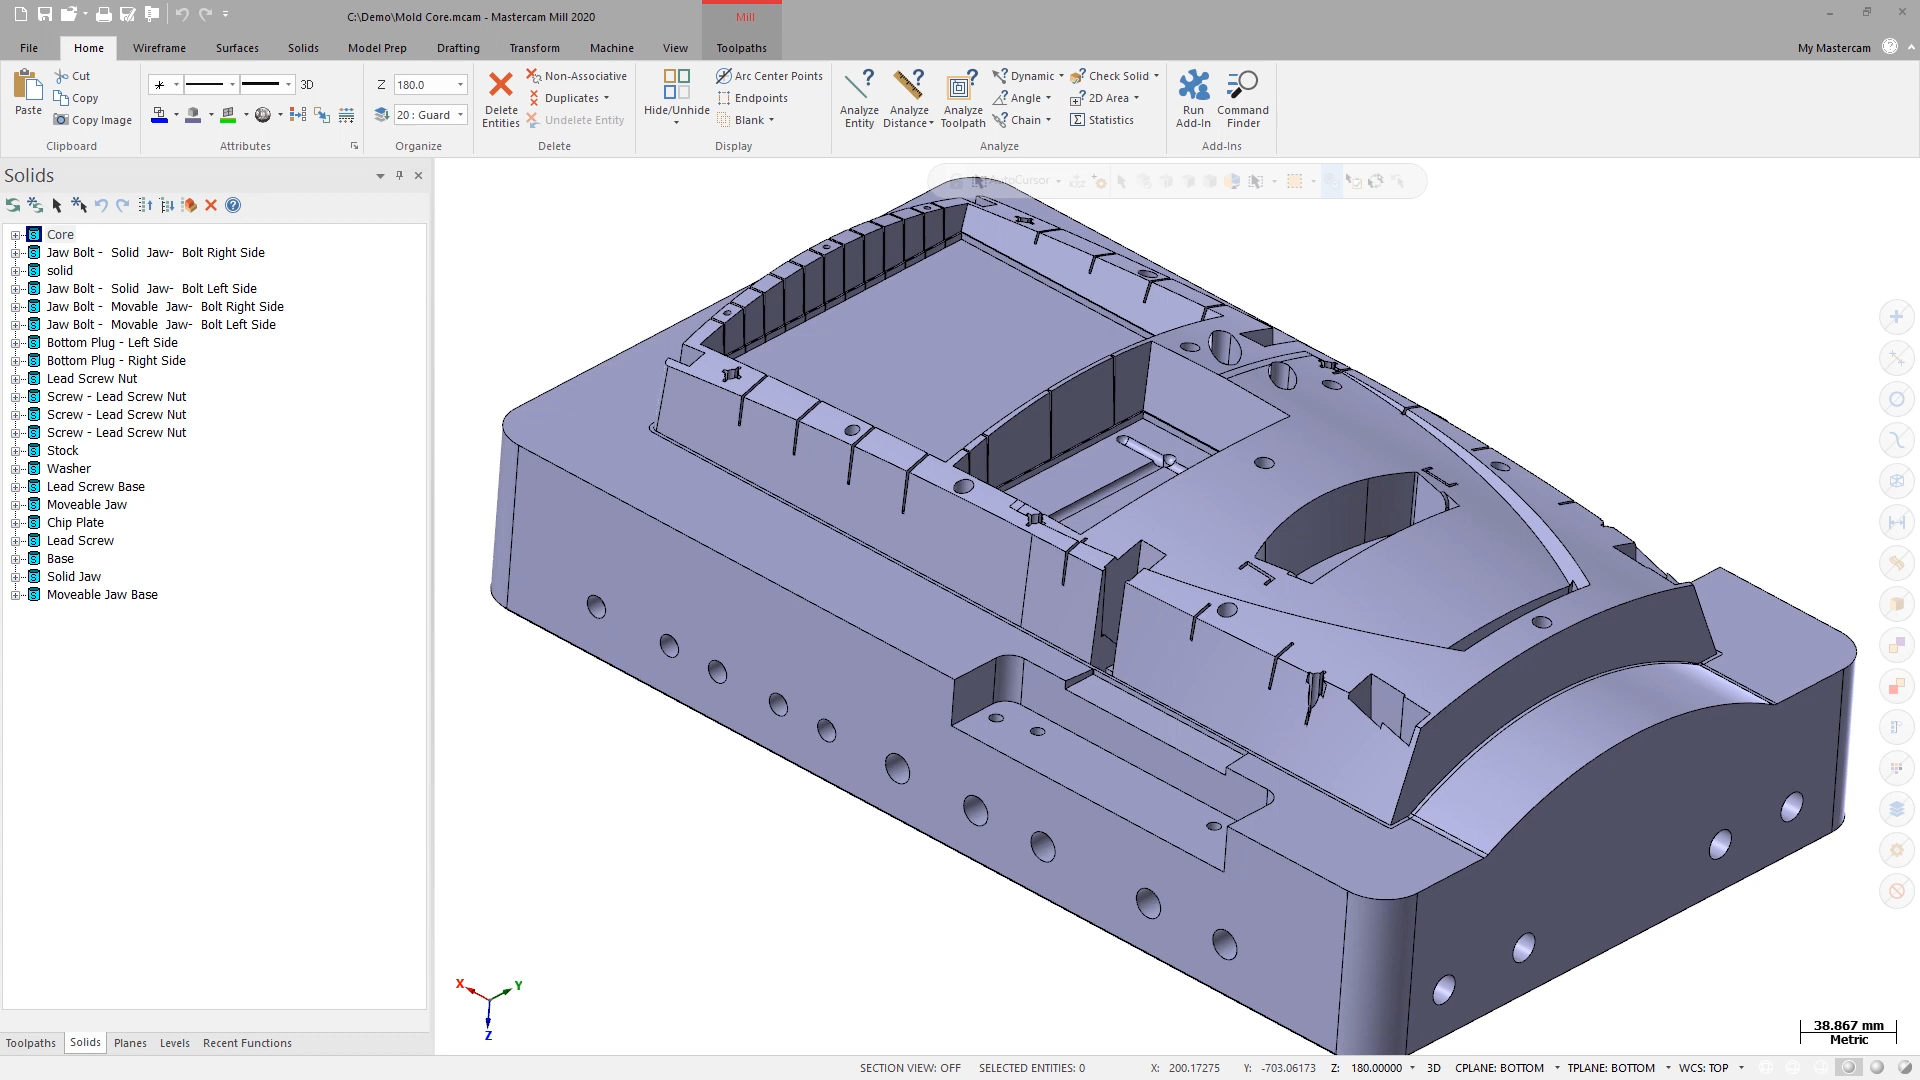 C:\Demo\Mold Core.mcam - Mastercam Mill 2020
Mill
File Home Wireframe Surfaces Solids Model Prep Drafting Transform Machine View Toolpaths My Mastercam
Paste
Cut
Copy
Copy Image
Clipboard
3D
Attributes
Z 180.0
20 : Guard
Organize
Delete Entities
Non-Associative
Duplicates
Undelete Entity
Delete
Hide/Unhide
Arc Center Points
Endpoints
Blank
Display
Analyze Entity
Analyze Distance
Analyze Toolpath
Dynamic
Angle
Chain
Check Solid
2D Area
Statistics
Analyze
Run Add-In
Command Finder
Add-Ins
AutoCursor
Solids
Core
Jaw Bolt - Solid Jaw- Bolt Right Side
solid
Jaw Bolt - Solid Jaw- Bolt Left Side
Jaw Bolt - Movable Jaw- Bolt Right Side
Jaw Bolt - Movable Jaw- Bolt Left Side
Bottom Plug - Left Side
Bottom Plug - Right Side
Lead Screw Nut
Screw - Lead Screw Nut
Screw - Lead Screw Nut
Screw - Lead Screw Nut
Stock
Washer
Lead Screw Base
Moveable Jaw
Chip Plate
Lead Screw
Base
Solid Jaw
Moveable Jaw Base
X Y
Z
38.867 mm
Metric
Toolpaths Solids Planes Levels Recent Functions
SECTION VIEW: OFF SELECTED ENTITIES: 0 X: 200.17275 Y: -703.06173 Z: 180.00000 3D CPLANE: BOTTOM TPLANE: BOTTOM WCS: TOP